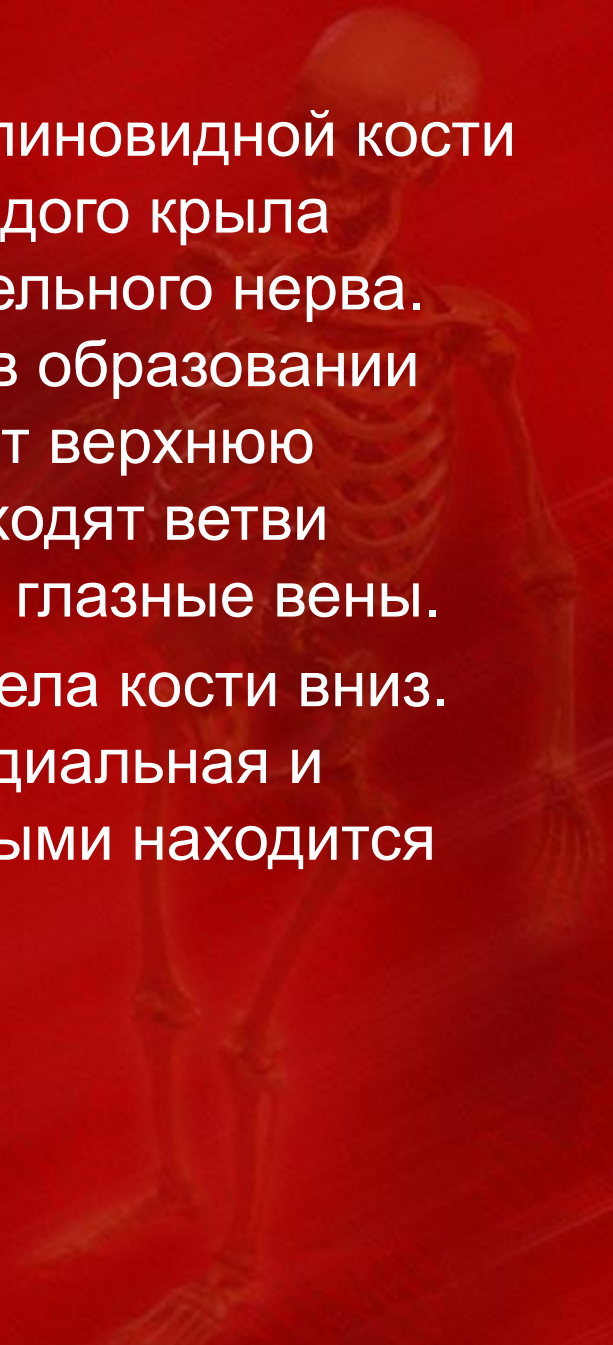 линовидной кости
дого крыла
ельного нерва.
в образовании
т верхнюю
ходят ветви
глазные вены.
ела кости вниз.
диальная и
ыми находится